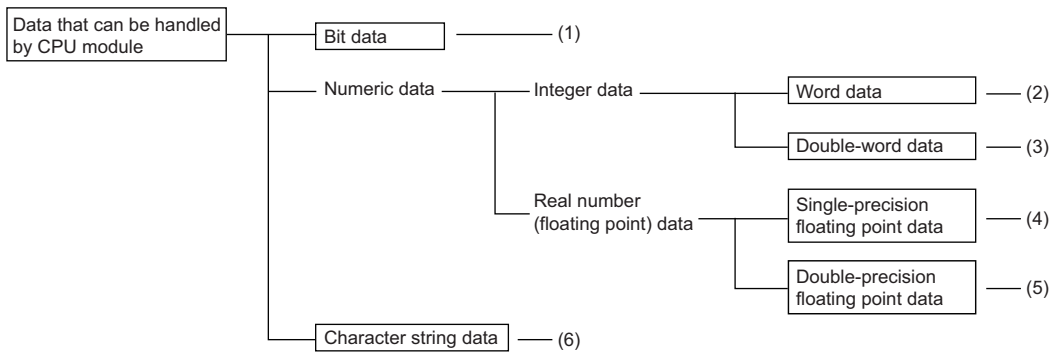 Data that can be handled
by CPU module
Bit data
(1)
Numeric data
Integer data
Word data
(2)
Double-word data
(3)
Real number
(floating point) data
Single-precision
floating point data
(4)
Double-precision
floating point data
(5)
Character string data
(6)